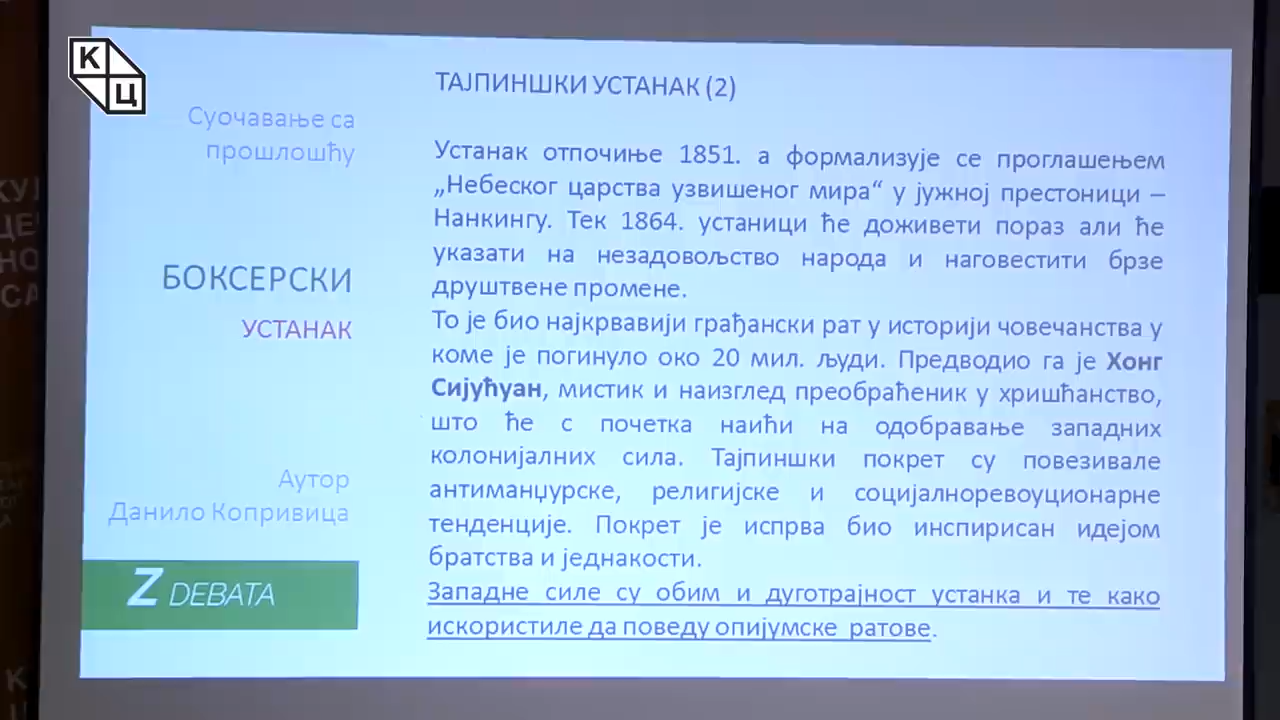 К
Ц
Суочавање са
прошлошћу
БОКСЕРСКИ
УСТАНАК
Аутор
Данило Копривица
Z DEBATA
ТАЈПИНШКИ УСТАНАК (2)
Устанак отпочиње 1851. а формализује се проглашењем
„Небеског царства узвишеног мира“ у јужној престоници –
Нанкингу. Тек 1864. устаници ће доживети пораз али ће
указати на незадовољство народа и наговестити брзе
друштвене промене.
То је био најкрвавији грађански рат у историји човечанства у
коме је погинуло око 20 мил. људи. Предводио га је Хонг
Сијућуан, мистик и наизглед преобраћеник у хришћанство,
што ће с почетка наићи на одобравање западних
колонијалних сила. Тајпиншки покрет су повезивале
антиманџурске, религијске и социјалноревоуционарне
тенденције. Покрет је испрва био инспирисан идејом
братства и једнакости.
Западне силе су обим и дуготрајност устанка и те како
искористиле да поведу опијумске ратове.